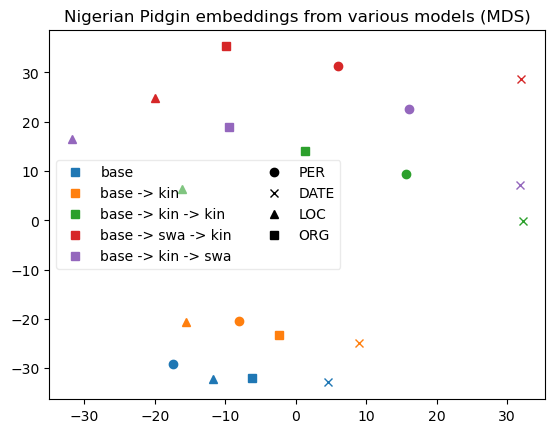 Nigerian Pidgin embeddings from various models (MDS)
30
20
10
0
−10
−20
−30
base
base -> kin
base -> kin -> kin
base -> swa -> kin
base -> kin -> swa
PER
DATE
LOC
ORG
−30 −20 −10 0 10 20 30